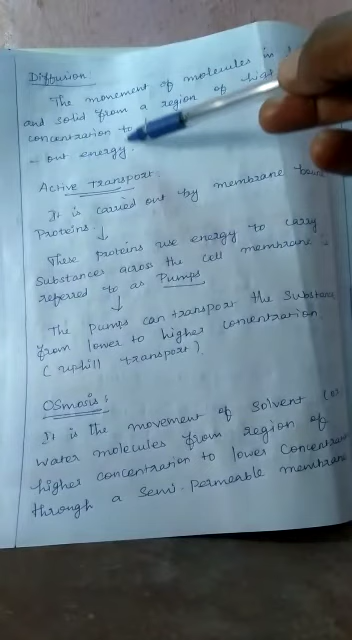 Diffusion
The movement of molecules in
and solid from a region of high
concentration to
- out energy.
Active Transport:
It is carried out by membrane bound
Proteins.
↓
These proteins use energy to carry
Substances across the cell membrane is
referred to as Pumps
↓
The pumps can transport the Substance
from lower to higher concentration.
(uphill transport).
Osmosis:
It is the movement of solvent (or)
water molecules from region of
higher concentration to lower Concentration
through a Semi-permeable membrane